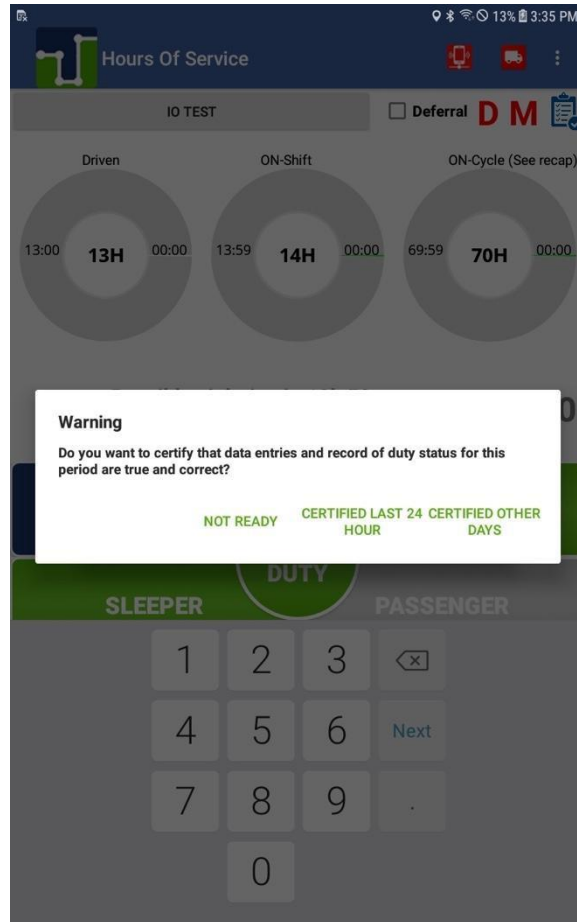 13% 3:35 PM
Hours Of Service
IO TEST
Deferral D M
Driven ON-Shift ON-Cycle (See recap)
13:00 13H 00:00 13:59 14H 00:00 69:59 70H 00:00
0
Warning
Do you want to certify that data entries and record of duty status for this
period are true and correct?
NOT READY CERTIFIED LAST 24 HOUR CERTIFIED OTHER DAYS
DUTY
SLEEPER PASSENGER
1 2 3
4 5 6 Next
7 8 9 .
0